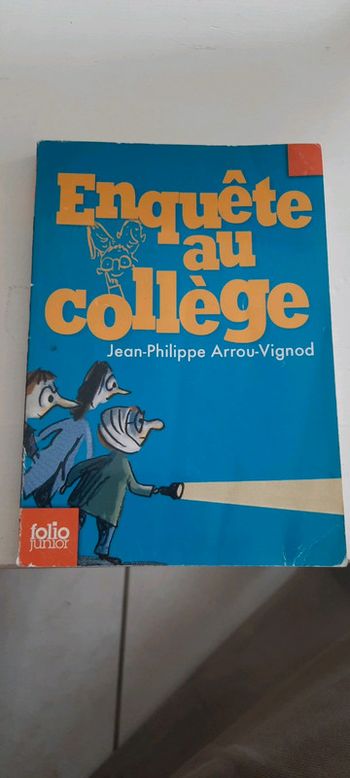 Enquête
au
collège
Jean-Philippe Arrou-Vignod
folio
junior